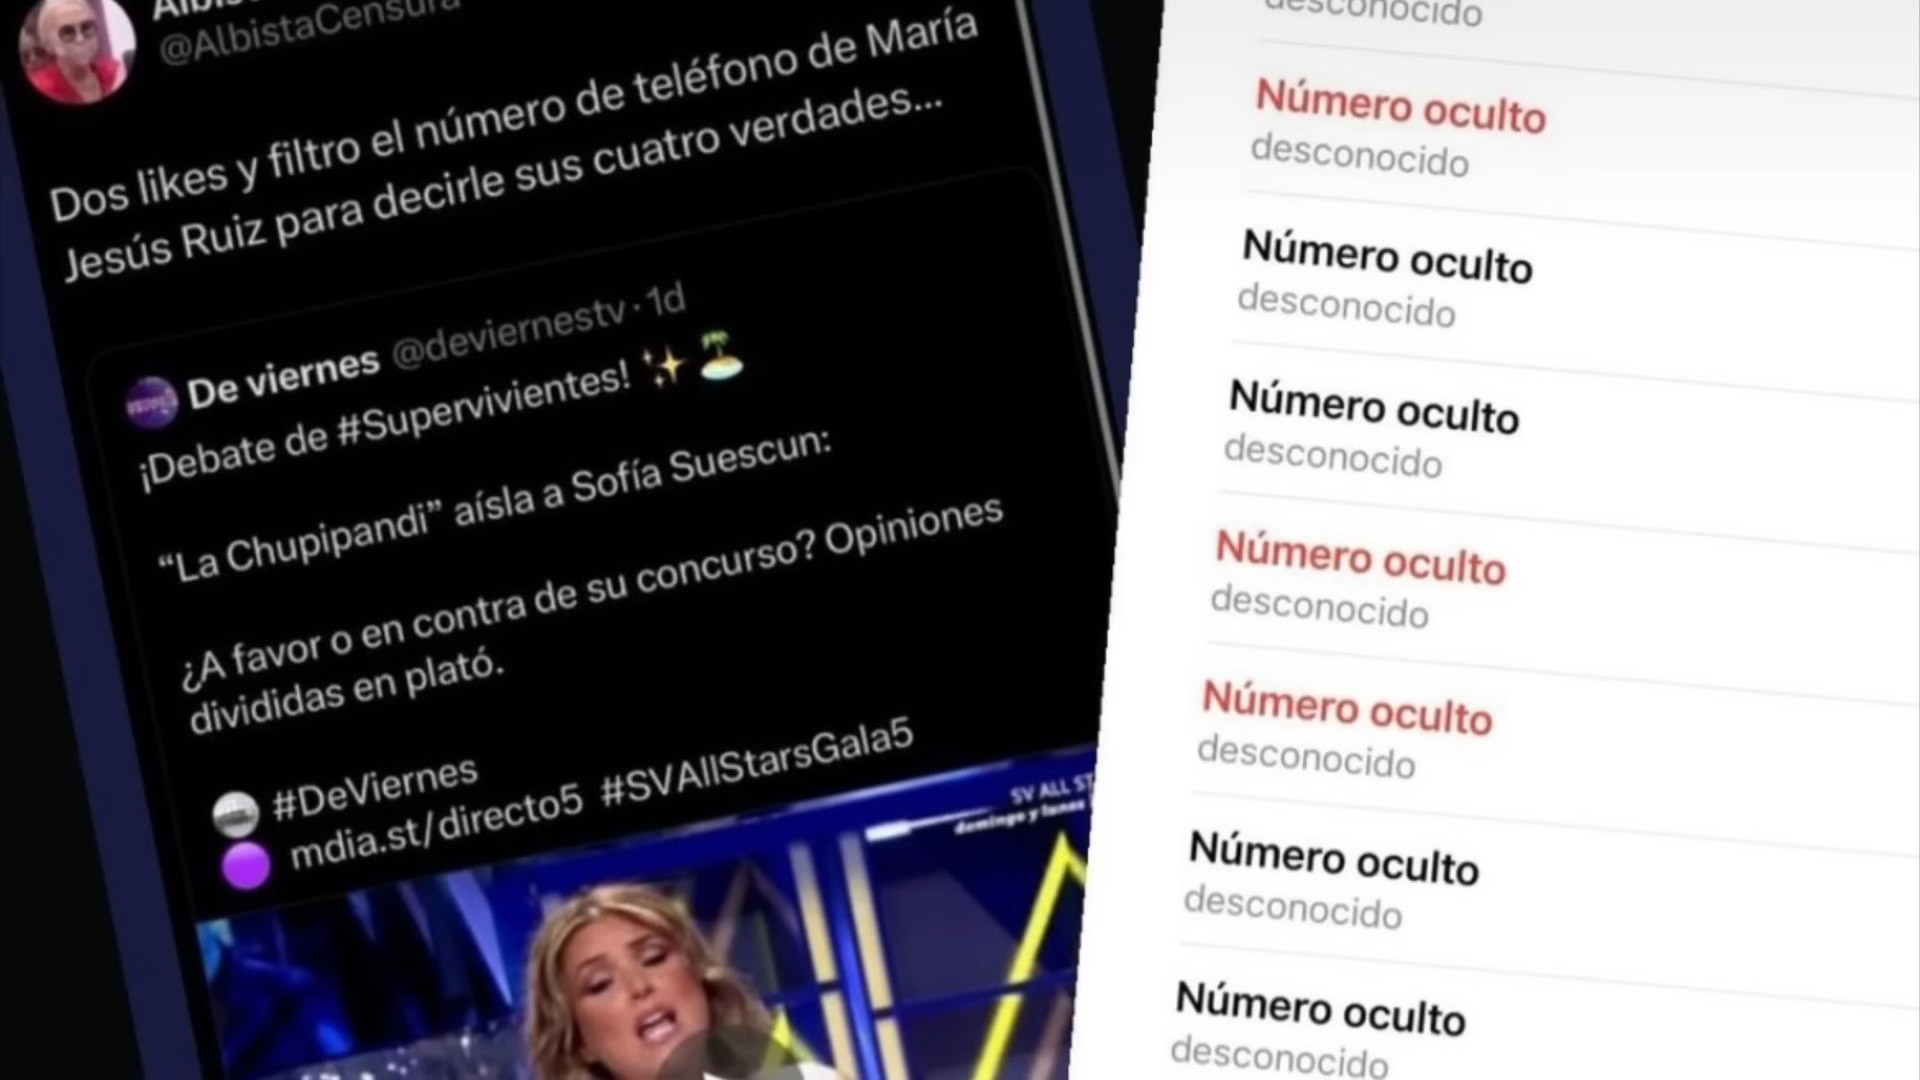 @AlbistaCensura
Dos likes y filtro el número de teléfono de María
Jesús Ruiz para decirle sus cuatro verdades...
De viernes @deviernestv · 1d
¡Debate de #Supervivientes! ✨🏝️
“La Chupipandi” aísla a Sofía Suescun:
¿A favor o en contra de su concurso? Opiniones
divididas en plató.
#DeViernes
mdia.st/directo5 #SVAllStarsGala5
SV ALL
domingo y lunes
desconocido
Número oculto
desconocido
Número oculto
desconocido
Número oculto
desconocido
Número oculto
desconocido
Número oculto
desconocido
Número oculto
desconocido
Número oculto
desconocido